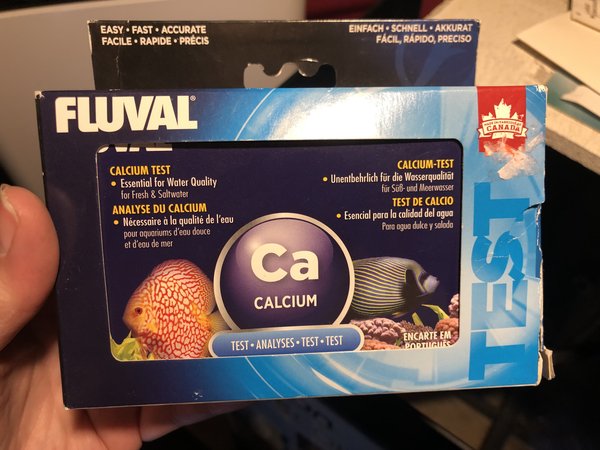 EASY • FAST • ACCURATE
FACILE • RAPIDE • PRÉCIS
EINFACH • SCHNELL • AKKURAT
FÁCIL, RÁPIDO, PRECISO
FLUVAL®
CANADA
CALCIUM TEST
• Essential for Water Quality
for Fresh & Saltwater
ANALYSE DU CALCIUM
• Nécessaire à la qualité de l'eau
pour aquariums d'eau douce
et d'eau de mer
CALCIUM-TEST
• Unentbehrlich für die Wasserqualität
für Süß- und Meerwasser
TEST DE CALCIO
• Esencial para la calidad del agua
Para agua dulce y salada
Ca
CALCIUM
TEST • ANALYSES • TEST • TEST
ENCARTE EM
PORTUGUÊS
TEST